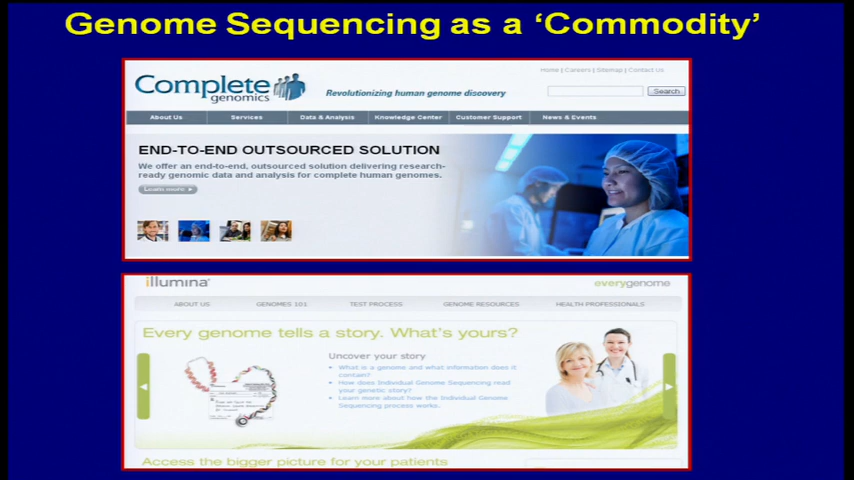 Genome Sequencing as a ‘Commodity’
Complete
genomics
Revolutionizing human genome discovery
Home | Careers | Sitemap | Contact Us
Search
About Us Services Data & Analysis Knowledge Center Customer Support News & Events
END-TO-END OUTSOURCED SOLUTION
We offer an end-to-end, outsourced solution delivering research-
ready genomic data and analysis for complete human genomes.
Learn more
illumina
everygenome
ABOUT US GENOMES 101 TEST PROCESS GENOME RESOURCES HEALTH PROFESSIONALS
Every genome tells a story. What's yours?
Uncover your story
What is a genome and what information does it
contain?
How does Individual Genome Sequencing read
your genetic story?
Learn more about how the Individual Genome
Sequencing process works.
Access the bigger picture for your patients